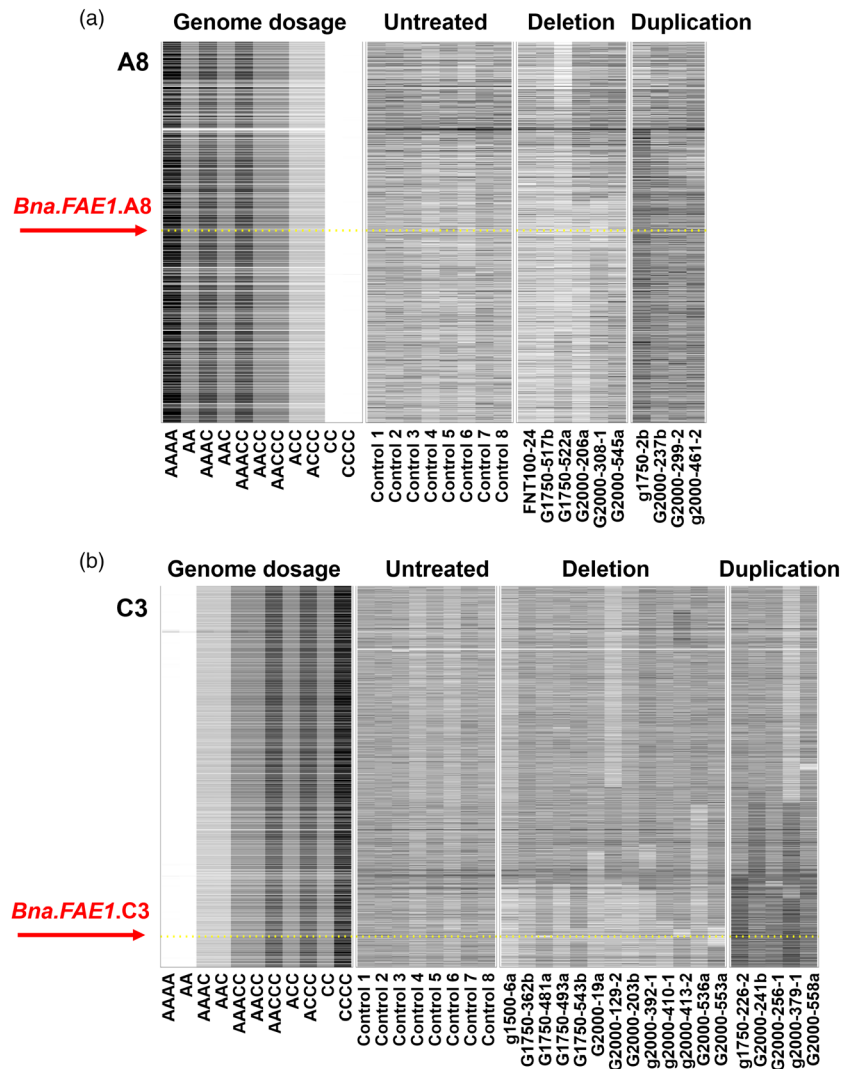 (a)
Genome dosage Untreated Deletion Duplication
A8
Bna.FAE1.A8
AAAA
AA
AAAC
AAC
AAACC
AACC
AACCC
ACC
ACCC
CC
CCCC
Control 1
Control 2
Control 3
Control 4
Control 5
Control 6
Control 7
Control 8
FNT100-24
G1750-517b
G1750-522a
G2000-206a
G2000-308-1
G2000-545a
g1750-2b
G2000-237b
G2000-299-2
g2000-461-2
(b)
Genome dosage Untreated Deletion Duplication
C3
Bna.FAE1.C3
AAAA
AA
AAAC
AAC
AAACC
AACC
AACCC
ACC
ACCC
CC
CCCC
Control 1
Control 2
Control 3
Control 4
Control 5
Control 6
Control 7
Control 8
g1500-6a
G1750-362b
G1750-481a
G1750-493a
G1750-543b
G2000-19a
G2000-129-2
G2000-203b
g2000-392-1
g2000-410-1
g2000-413-2
G2000-536a
G2000-553a
g1750-226-2
G2000-241b
G2000-256-1
g2000-379-1
G2000-558a